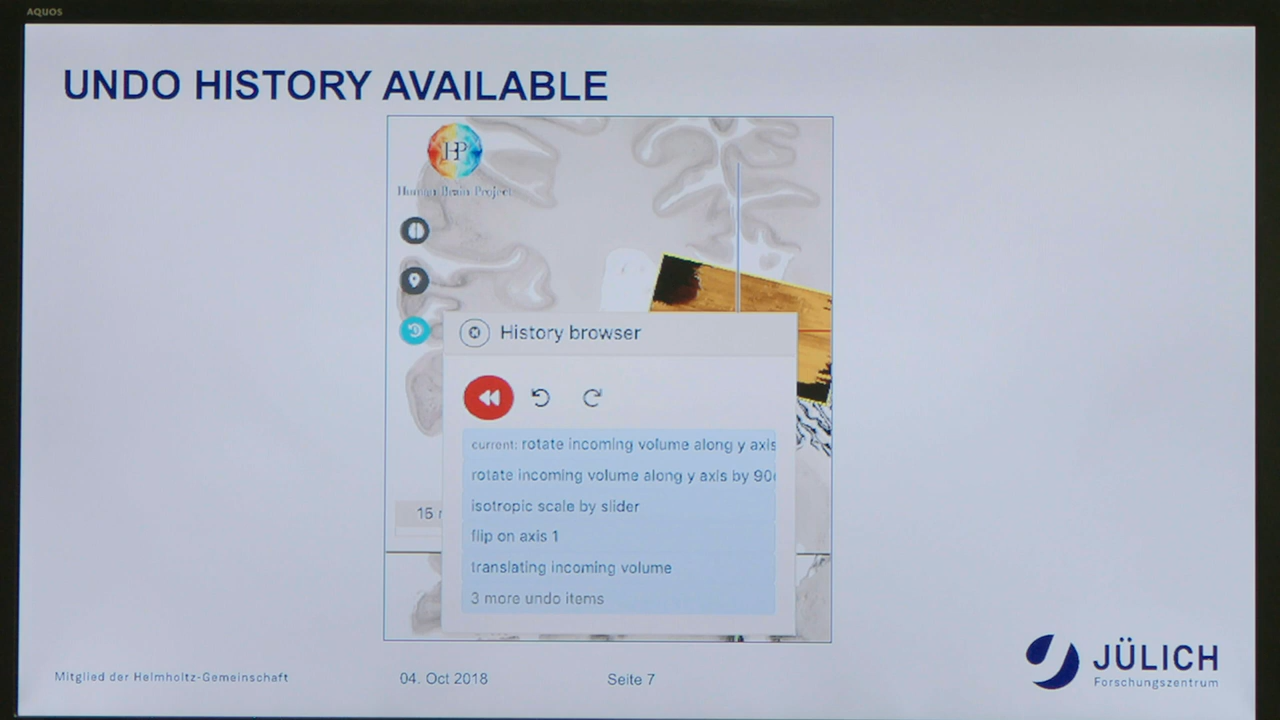 AQUOS
UNDO HISTORY AVAILABLE
HP
Human Brain Project
History browser
current: rotate incoming volume along y axis
rotate incoming volume along y axis by 90
isotropic scale by slider
15
flip on axis 1
translating incoming volume
3 more undo items
Mitglied der Helmholtz-Gemeinschaft
04. Oct 2018
Seite 7
JÜLICH
Forschungszentrum